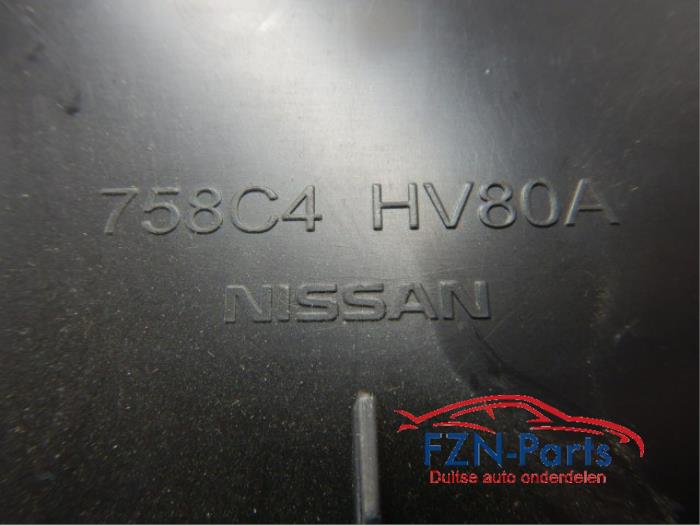 758C4 HV80A
NISSAN
FZN-Parts
Duitse auto onderdelen